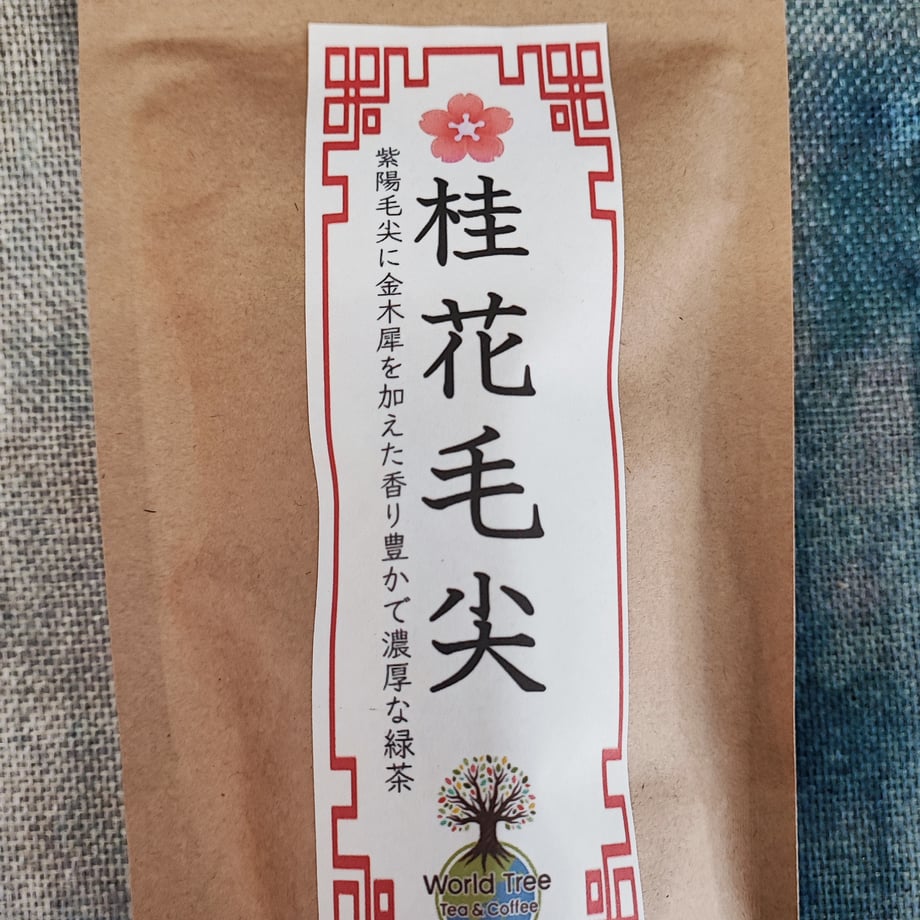 桂花毛尖
紫陽毛尖に金木犀を加えた香り豊かで濃厚な緑茶
World Tree
Tea & Coffee